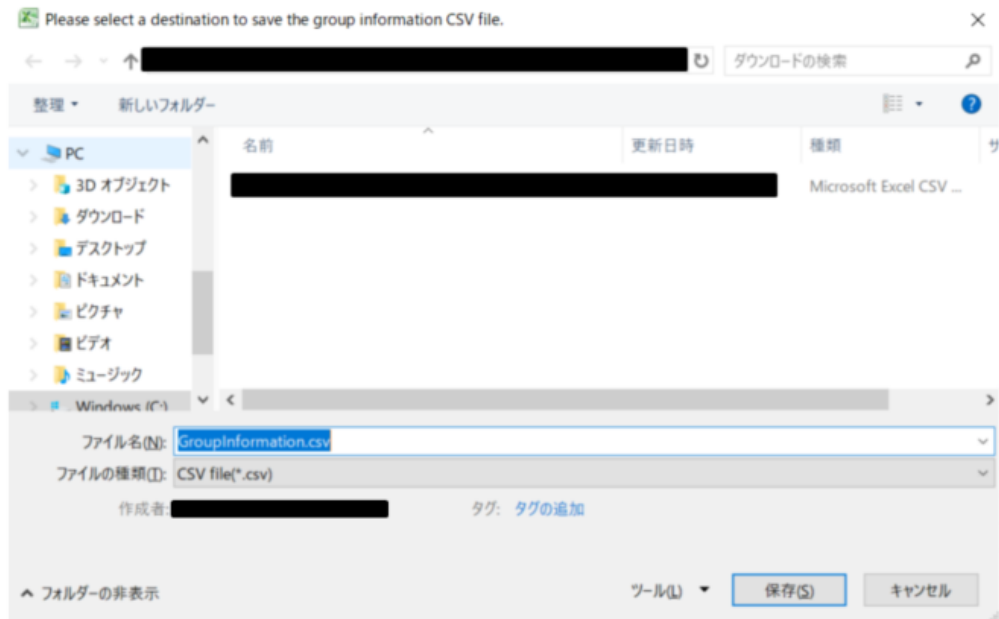 Please select a destination to save the group information CSV file.
ダウンロードの検索
整理 新しいフォルダー
名前 更新日時 種類 サ
PC
3D オブジェクト
Microsoft Excel CSV ...
ダウンロード
デスクトップ
ドキュメント
ピクチャ
ビデオ
ミュージック
Windows (C:)
ファイル名(N): GroupInformation.csv
ファイルの種類(T): CSV file(*.csv)
作成者: タグ: タグの追加
フォルダーの非表示 ツール(L) 保存(S) キャンセル